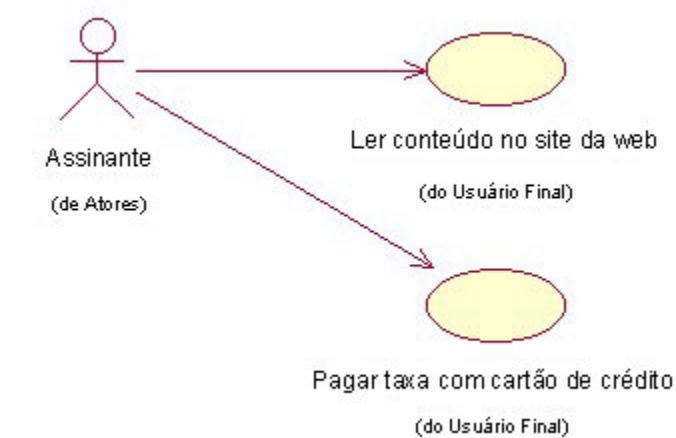 Ler conteúdo no site da web
(do Usuário Final)
Assinante
(de Atores)
Pagar taxa com cartão de crédito
(do Usuário Final)